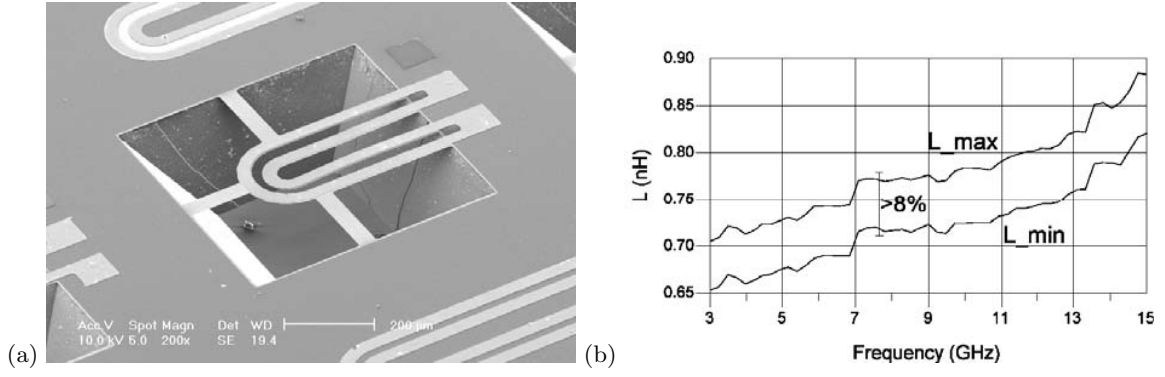 Acc.V Spot Magn Det WD 200 µm
10.0 kV 5.0 200x SE 19.4
(a)
0.90
0.85
0.80
0.75
0.70
0.65
L (nH)
L_max
>8%
L_min
3 5 7 9 11 13 15
Frequency (GHz)
(b)